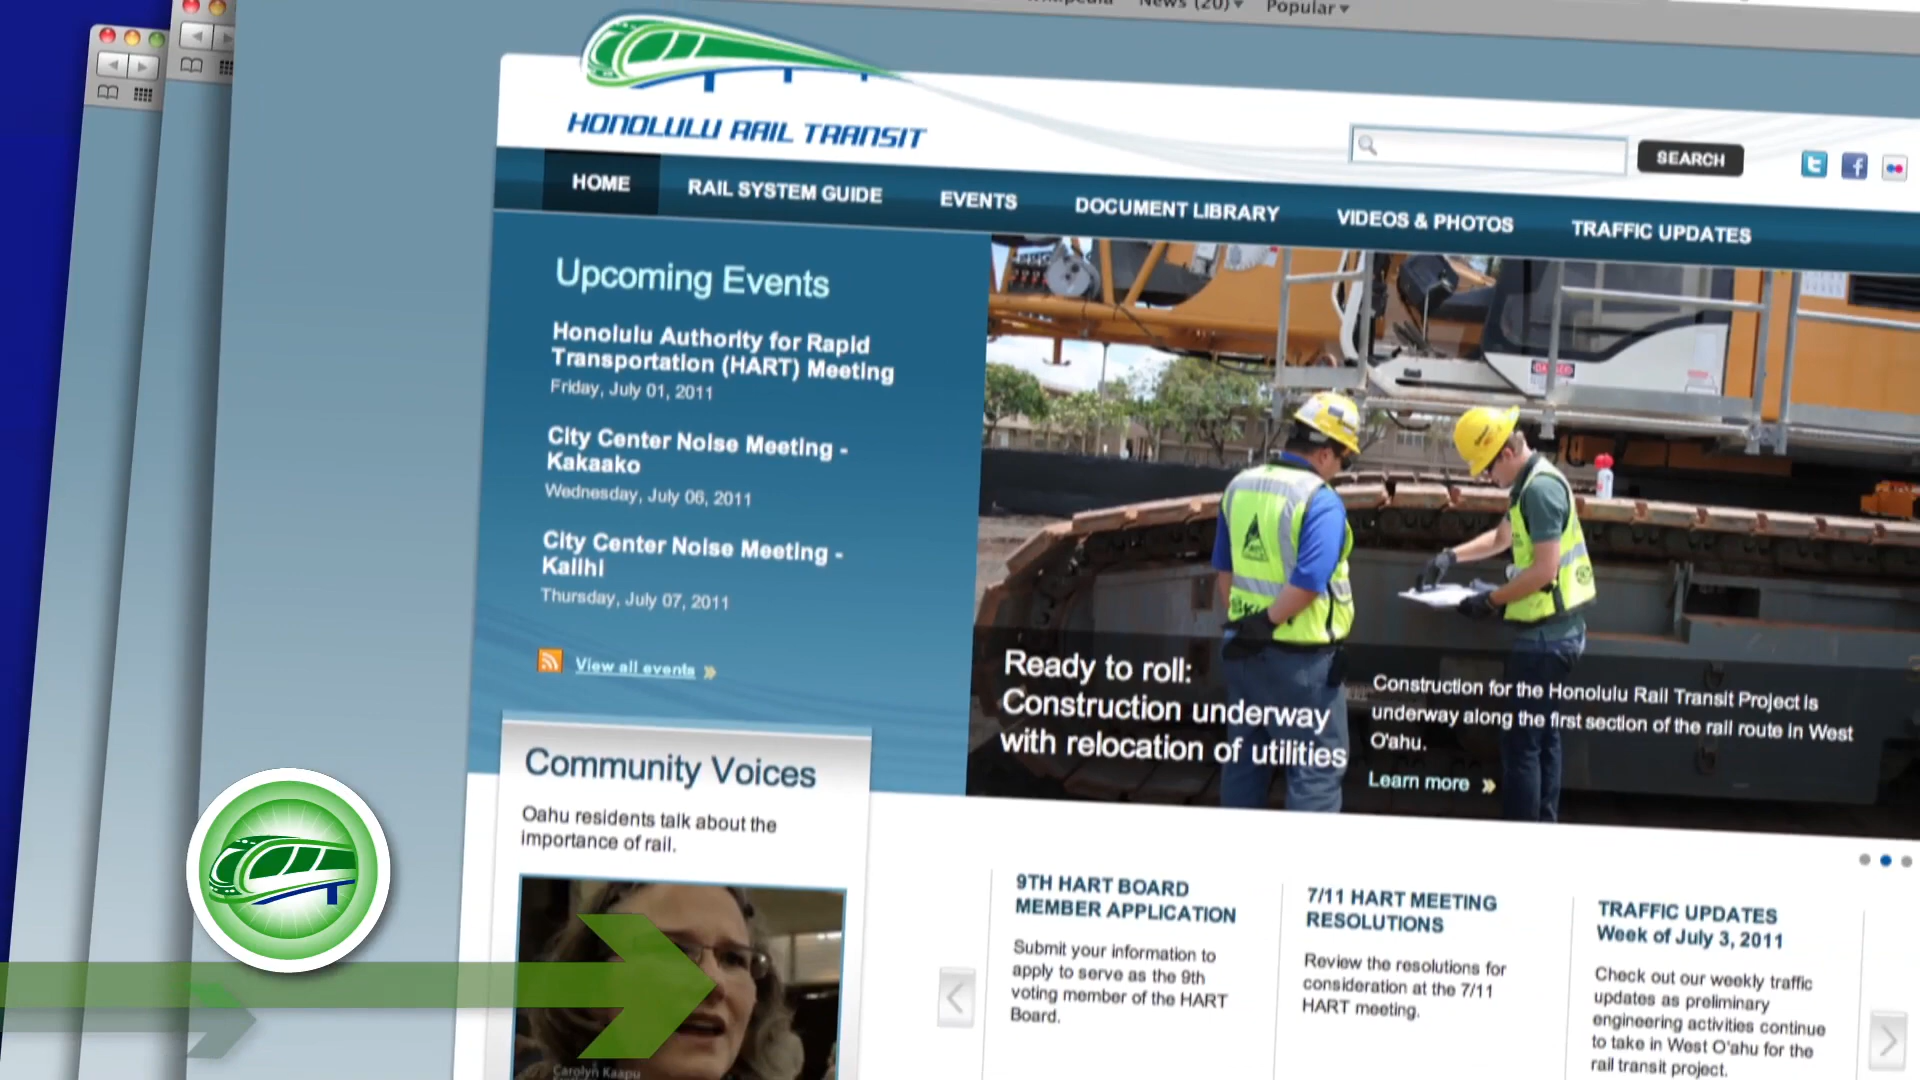 News (20)
Popular
HONOLULU RAIL TRANSIT
SEARCH
HOME
RAIL SYSTEM GUIDE
EVENTS
DOCUMENT LIBRARY
VIDEOS & PHOTOS
TRAFFIC UPDATES
Upcoming Events
Honolulu Authority for Rapid
Transportation (HART) Meeting
Friday, July 01, 2011
City Center Noise Meeting -
Kakaako
Wednesday, July 06, 2011
City Center Noise Meeting -
Kalihi
Thursday, July 07, 2011
View all events
Ready to roll:
Construction underway
with relocation of utilities
Construction for the Honolulu Rail Transit Project is
underway along the first section of the rail route in West
O'ahu.
Learn more
Community Voices
Oahu residents talk about the
importance of rail.
Carolyn Kaapu
9TH HART BOARD
MEMBER APPLICATION
Submit your information to
apply to serve as the 9th
voting member of the HART
Board.
7/11 HART MEETING
RESOLUTIONS
Review the resolutions for
consideration at the 7/11
HART meeting.
TRAFFIC UPDATES
Week of July 3, 2011
Check out our weekly traffic
updates as preliminary
engineering activities continue
to take in West O'ahu for the
rail transit project.